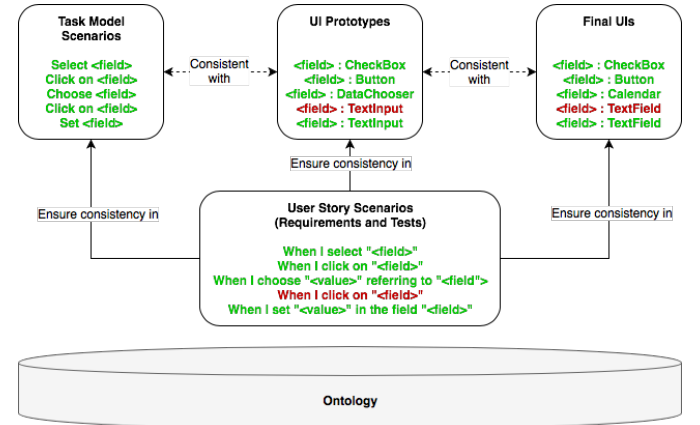 Task Model
Scenarios
Select <field>
Click on <field>
Choose <field>
Click on <field>
Set <field>
Consistent
with
UI Prototypes
<field> : CheckBox
<field> : Button
<field> : DataChooser
<field> : TextInput
<field> : TextInput
Consistent
with
Final UIs
<field> : CheckBox
<field> : Button
<field> : Calendar
<field> : TextField
<field> : TextField
Ensure consistency in
Ensure consistency in
Ensure consistency in
User Story Scenarios
(Requirements and Tests)
When I select "<field>"
When I click on "<field>"
When I choose "<value>" referring to "<field">
When I click on "<field>"
When I set "<value>" in the field "<field>"
Ontology